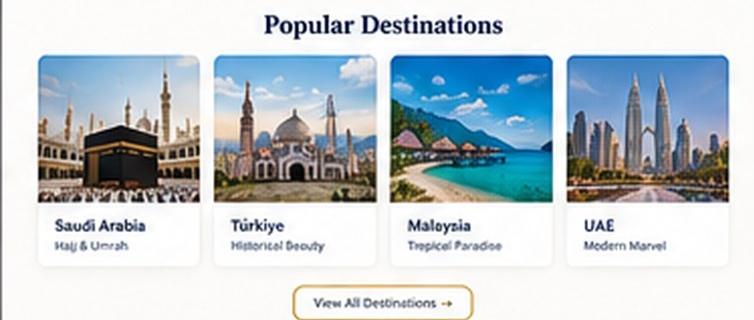 Popular Destinations
Saudi Arabia
Hajj & Umrah
Türkiye
Historical Beauty
Malaysia
Tropical Paradise
UAE
Modern Marvel
View All Destinations →